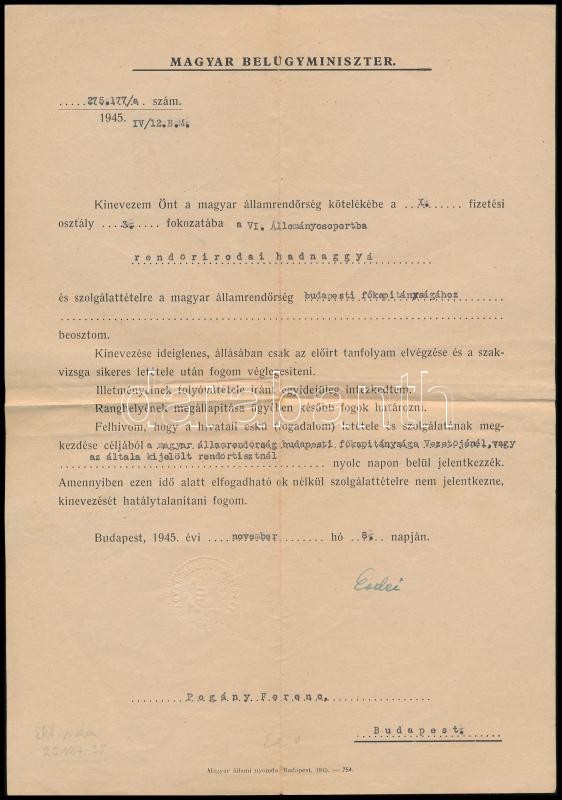 MAGYAR BELÜGYMINISZTER.
.....275.177/a. szám.
1945. IV/12.B.M.
Kinevezem Önt a magyar államrendőrség kötelékébe a ..X...... fizetési
osztály ...3...... fokozatába a VI. Állománycsoportba
rendőrirodai hadnaggyá
és szolgálattételre a magyar államrendőrség budapesti főkapitányságához
beosztom.
Kinevezése ideiglenes, állásában csak az előírt tanfolyam elvégzése és a szak-
vizsga sikeres letétele után fogom véglegesíteni.
Illetményeinek folyóvátétele iránt egyidejűleg intézkedtem.
Ranghelyének megállapítása ügyében később fogok határozni.
Felhívom, hogy a hivatali eskü (fogadalom) letétele és szolgálatának meg-
kezdése céljából a magyar államrendőrség budapesti főkapitánysága Vezetőjénél, vagy
az általa kijelölt rendőrtisztnél .................... nyolc napon belül jelentkezzék.
Amennyiben ezen idő alatt elfogadható ok nélkül szolgálattételre nem jelentkezne,
kinevezését hatálytalanítani fogom.
Budapest, 1945. évi ....november........ hó ..8... napján.
Erdei
Pogány Ferenc.
Budapest.
25127-25
Magyar állami nyomda, Budapest, 1945. — 754.
darabanth